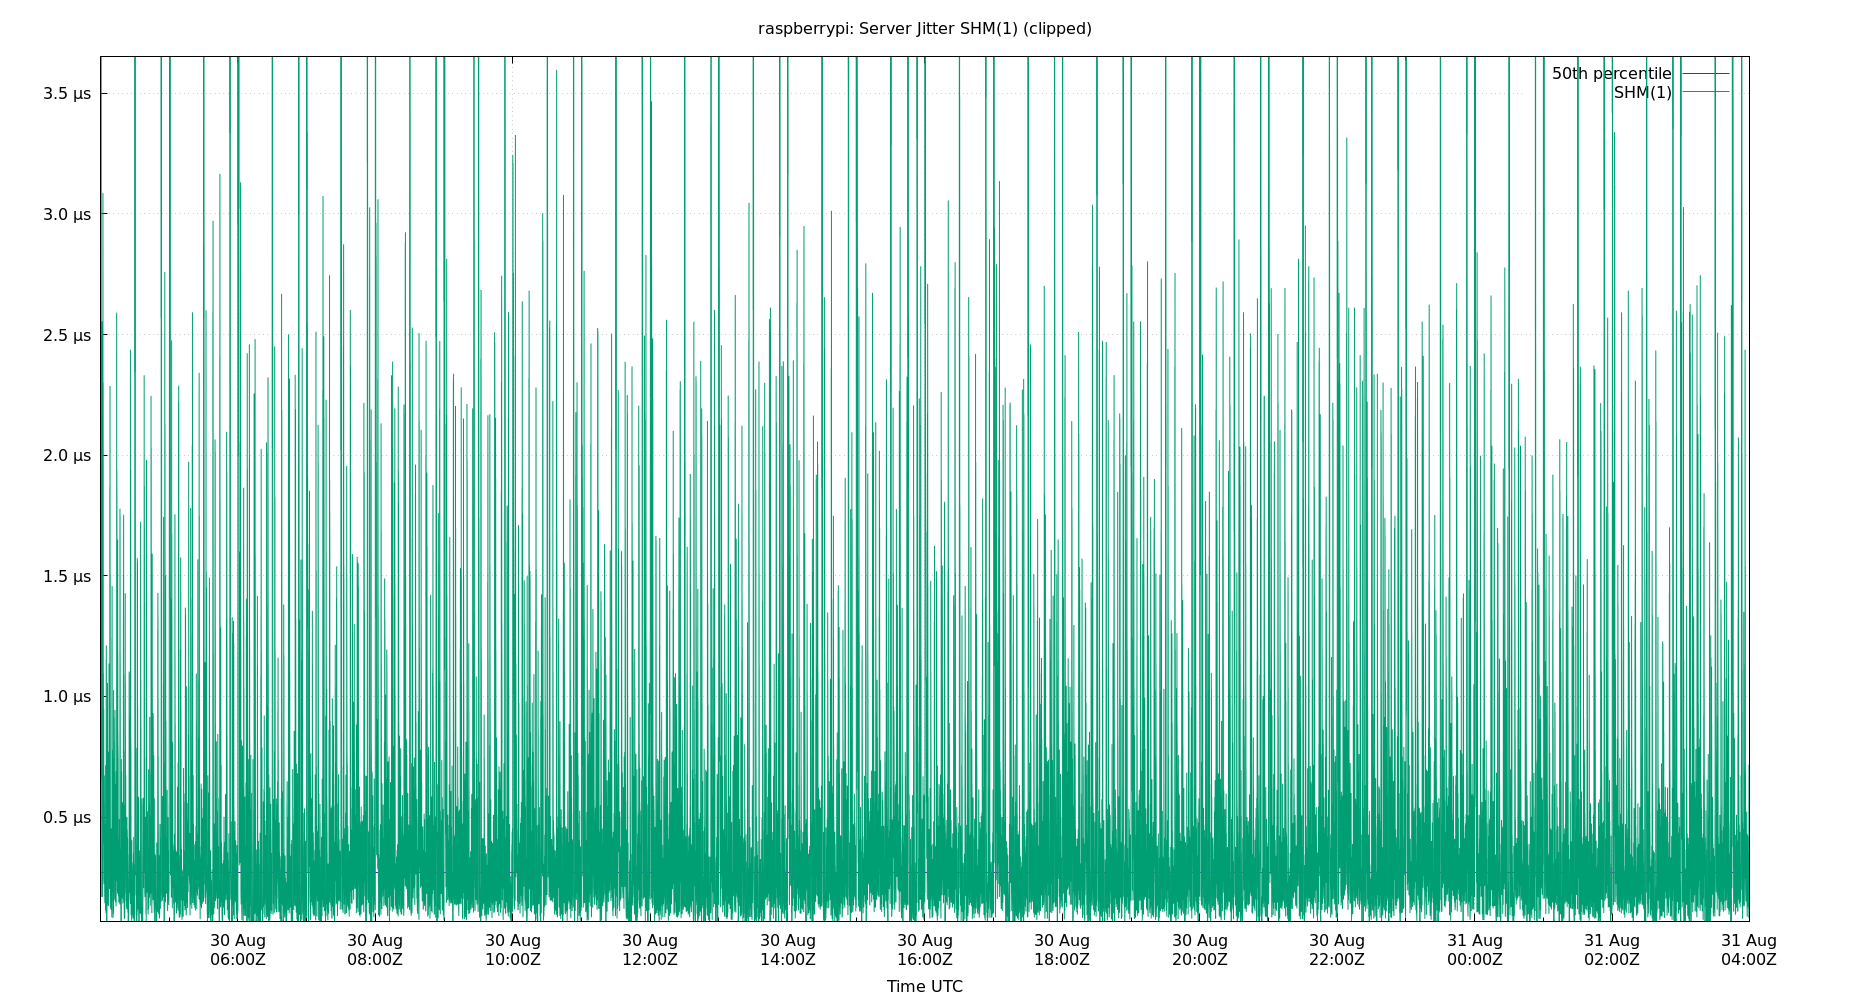 raspberrypi: Server Jitter SHM(1) (clipped)
50th percentile
SHM(1)
3.5 µs
3.0 µs
2.5 µs
2.0 µs
1.5 µs
1.0 µs
0.5 µs
30 Aug 30 Aug 30 Aug 30 Aug 30 Aug 30 Aug 30 Aug 30 Aug 30 Aug 31 Aug 31 Aug 31 Aug
06:00Z 08:00Z 10:00Z 12:00Z 14:00Z 16:00Z 18:00Z 20:00Z 22:00Z 00:00Z 02:00Z 04:00Z
Time UTC